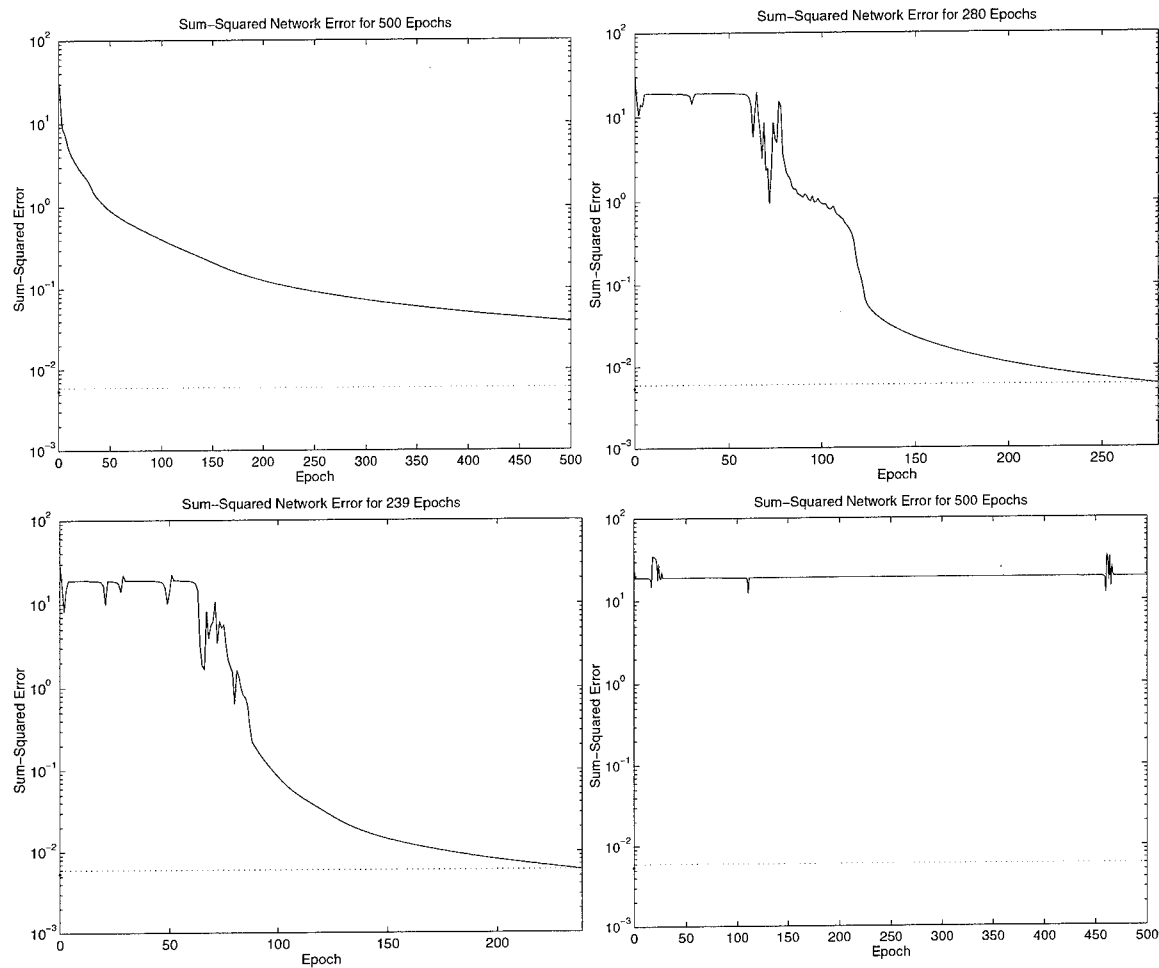 Sum-Squared Network Error for 500 Epochs
10^2
10^1
10^0
10^-1
10^-2
10^-3
Sum-Squared Error
0 50 100 150 200 250 300 350 400 450 500
Epoch
Sum-Squared Network Error for 280 Epochs
10^2
10^1
10^0
10^-1
10^-2
10^-3
Sum-Squared Error
0 50 100 150 200 250
Epoch
Sum-Squared Network Error for 239 Epochs
10^2
10^1
10^0
10^-1
10^-2
10^-3
Sum-Squared Error
0 50 100 150 200
Epoch
Sum-Squared Network Error for 500 Epochs
10^2
10^1
10^0
10^-1
10^-2
10^-3
Sum-Squared Error
0 50 100 150 200 250 300 350 400 450 500
Epoch